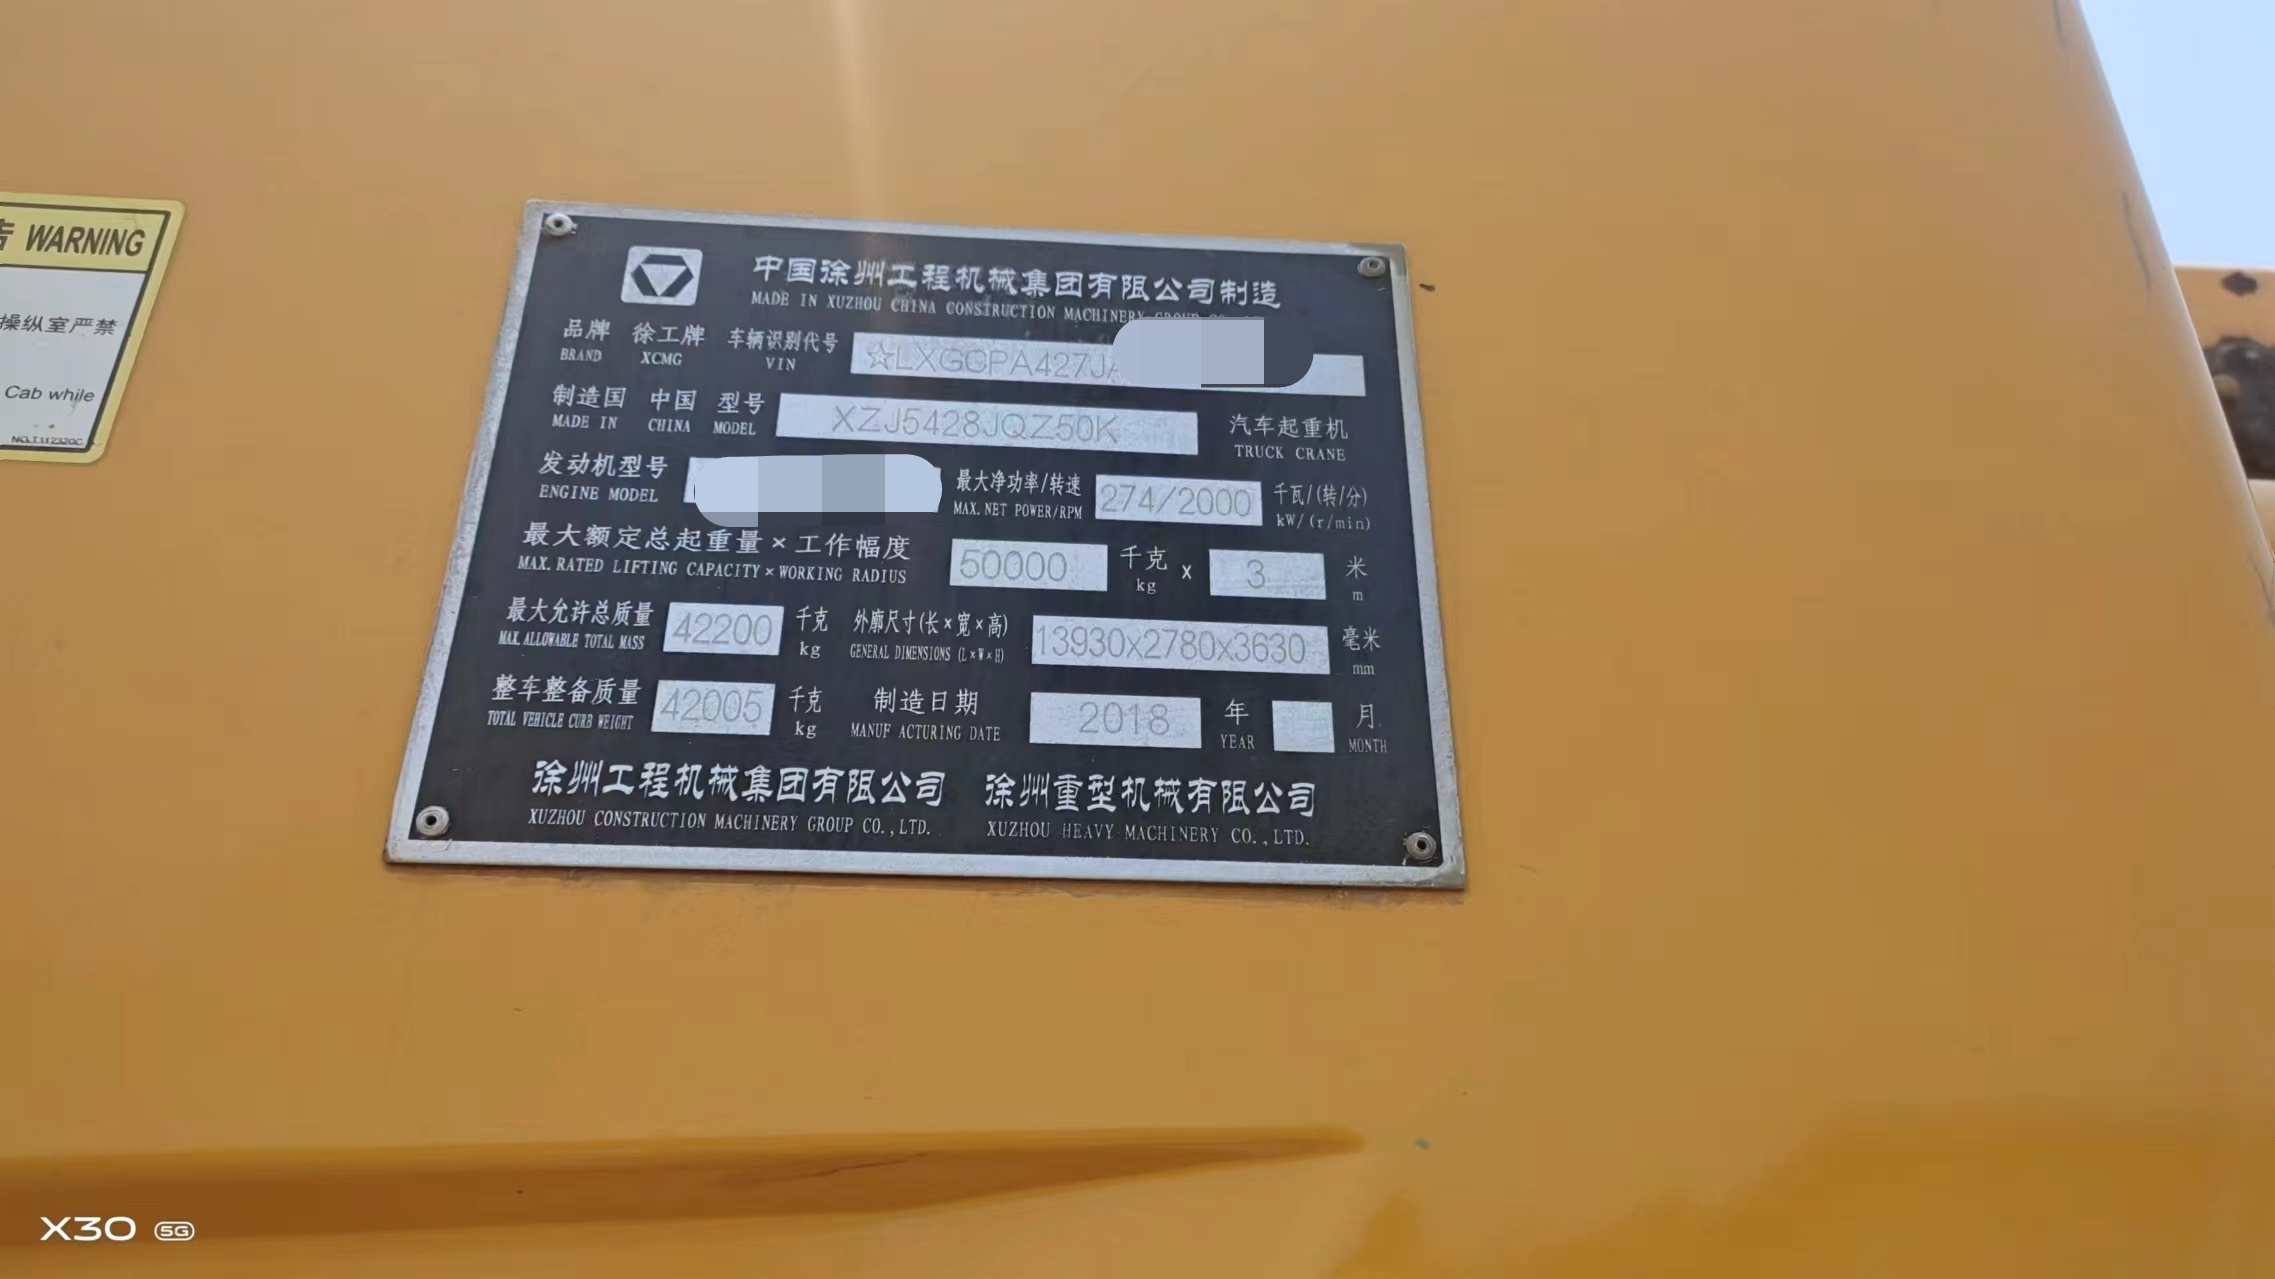 告 WARNING
操纵室严禁
Cab while
NO.T112320C
中国徐州工程机械集团有限公司制造
MADE IN XUZHOU CHINA CONSTRUCTION MACHINERY GROUP
品牌 徐工牌 车辆识别代号 ☆LXGCPA427J
BRAND XCMG VIN
制造国 中国 型号 XZJ5428JQZ50K 汽车起重机
MADE IN CHINA MODEL TRUCK CRANE
发动机型号 最大净功率/转速 274/2000 千瓦/(转/分)
ENGINE MODEL MAX. NET POWER/RPM kW/(r/min)
最大额定总起重量×工作幅度 50000 千克 × 3 米
MAX. RATED LIFTING CAPACITY×WORKING RADIUS kg m
最大允许总质量 42200 千克 外廓尺寸(长×宽×高) 13930x2780x3630 毫米
MAX. ALLOWABLE TOTAL MASS kg GENERAL DIMENSIONS (L×W×H) mm
整车整备质量 42005 千克 制造日期 2018 年 月
TOTAL VEHICLE CURB WEIGHT kg MANUF ACTURING DATE YEAR MONTH
徐州工程机械集团有限公司 徐州重型机械有限公司
XUZHOU CONSTRUCTION MACHINERY GROUP CO., LTD. XUZHOU HEAVY MACHINERY CO., LTD.
X30 5G